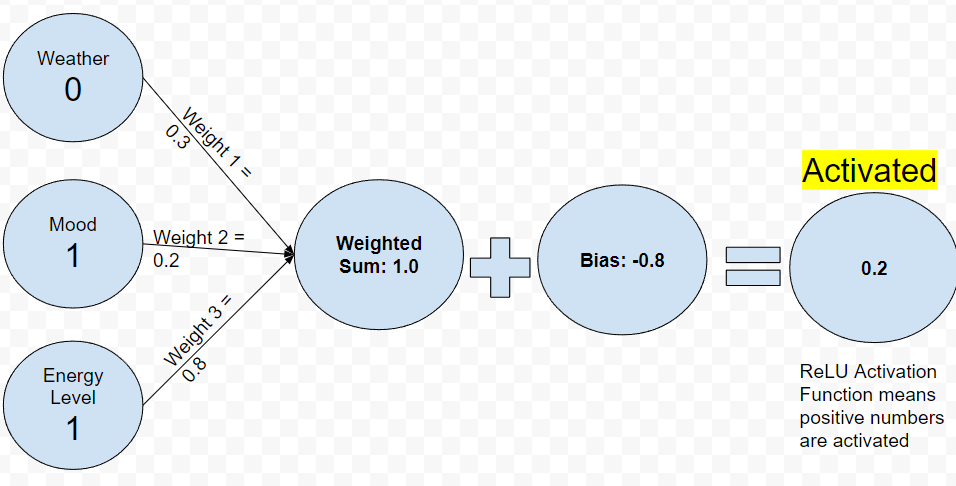 Weather
0
Weight 1 =
0.3
Mood
1
Weight 2 =
0.2
Energy
Level
1
Weight 3 =
0.8
Weighted
Sum: 1.0
Bias: -0.8
Activated
0.2
ReLU Activation
Function means
positive numbers
are activated